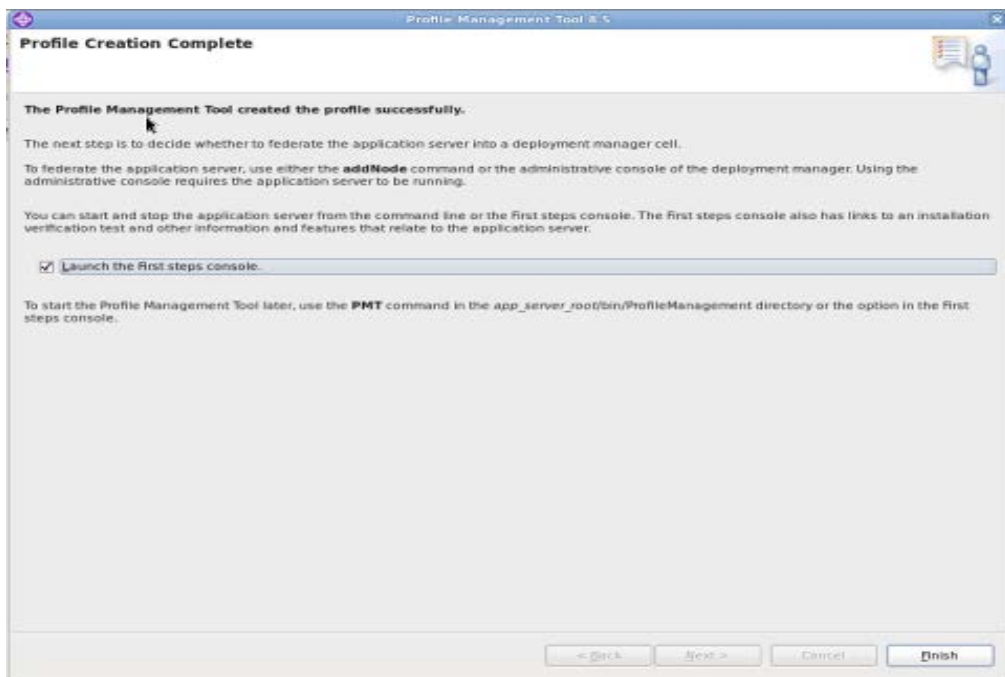 Profile Management Tool 8.5
Profile Creation Complete
The Profile Management Tool created the profile successfully.
The next step is to decide whether to federate the application server into a deployment manager cell.
To federate the application server, use either the addNode command or the administrative console of the deployment manager. Using the
administrative console requires the application server to be running.
You can start and stop the application server from the command line or the First steps console. The First steps console also has links to an installation
verification test and other information and features that relate to the application server.
Launch the First steps console.
To start the Profile Management Tool later, use the PMT command in the app_server_root/bin/ProfileManagement directory or the option in the First
steps console.
< Back Next > Cancel Finish